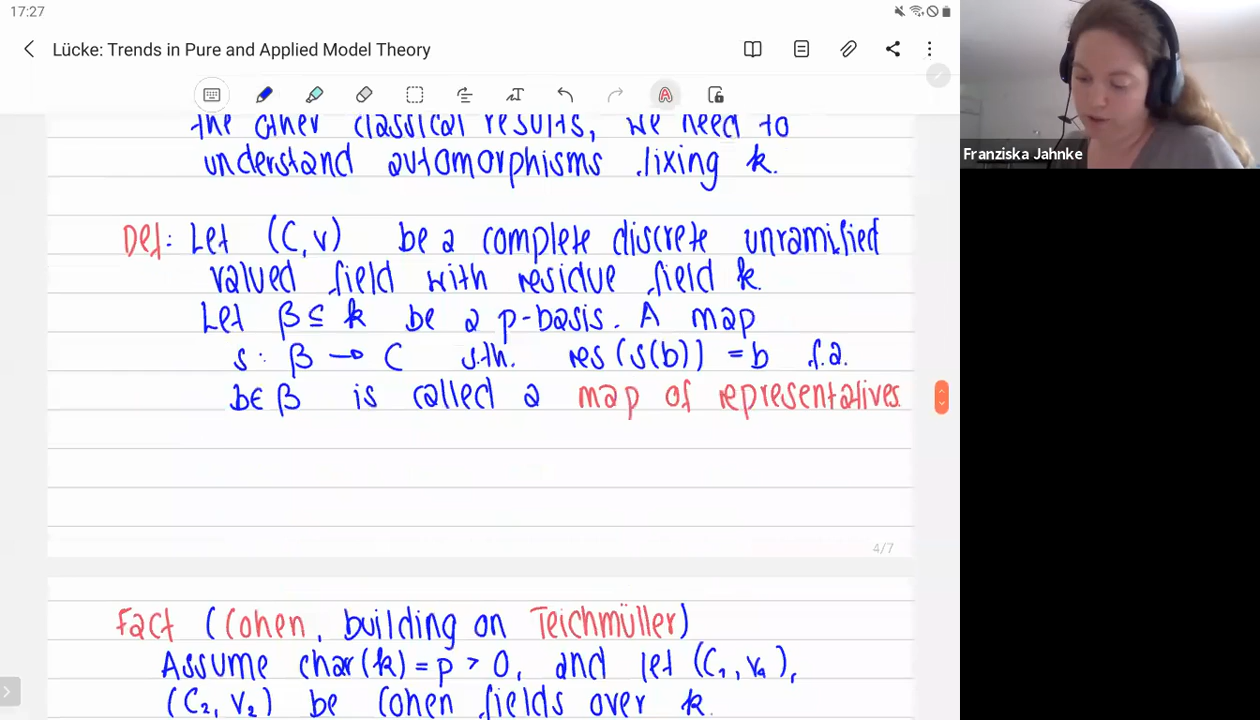 17:27
Lücke: Trends in Pure and Applied Model Theory
the other classical results, we need to
understand automorphisms fixing k.
Def: Let (C,v) be a complete discrete unramified
valued field with residue field k.
Let β ⊆ k be a p-basis. A map
s: β → C s.th. res(s(b)) = b f.a.
b∈β is called a map of representatives.
4/7
Fact (Cohen, building on Teichmüller)
Assume char(k) = p > 0, and let (C₁, v₁),
(C₂, v₂) be Cohen fields over k.
Franziska Jahnke